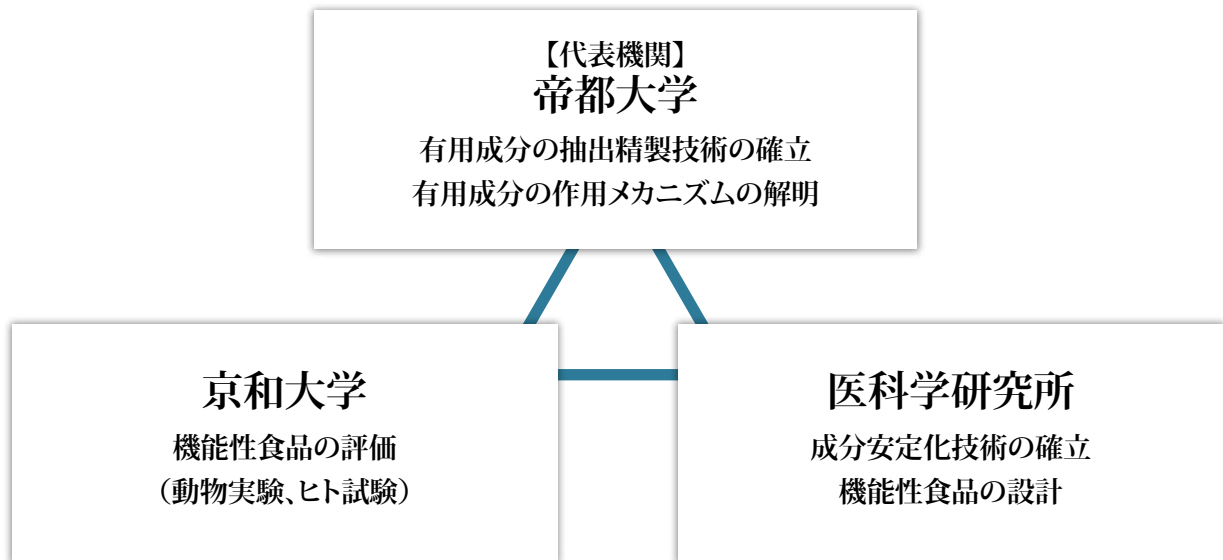 【代表機関】
帝都大学
有用成分の抽出精製技術の確立
有用成分の作用メカニズムの解明
京和大学
機能性食品の評価
（動物実験、ヒト試験）
医科学研究所
成分安定化技術の確立
機能性食品の設計